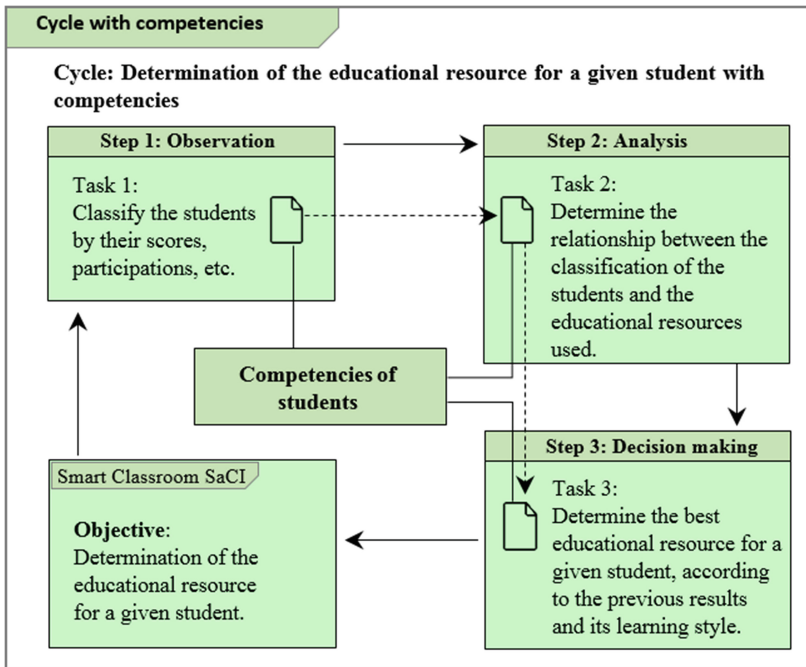 Cycle with competencies
Cycle: Determination of the educational resource for a given student with
competencies
Step 1: Observation
Task 1:
Classify the students
by their scores,
participations, etc.
Step 2: Analysis
Task 2:
Determine the
relationship between the
classification of the
students and the
educational resources
used.
Competencies of
students
Step 3: Decision making
Task 3:
Determine the best
educational resource for a
given student, according
to the previous results
and its learning style.
Smart Classroom SaCI
Objective:
Determination of the
educational resource
for a given student.